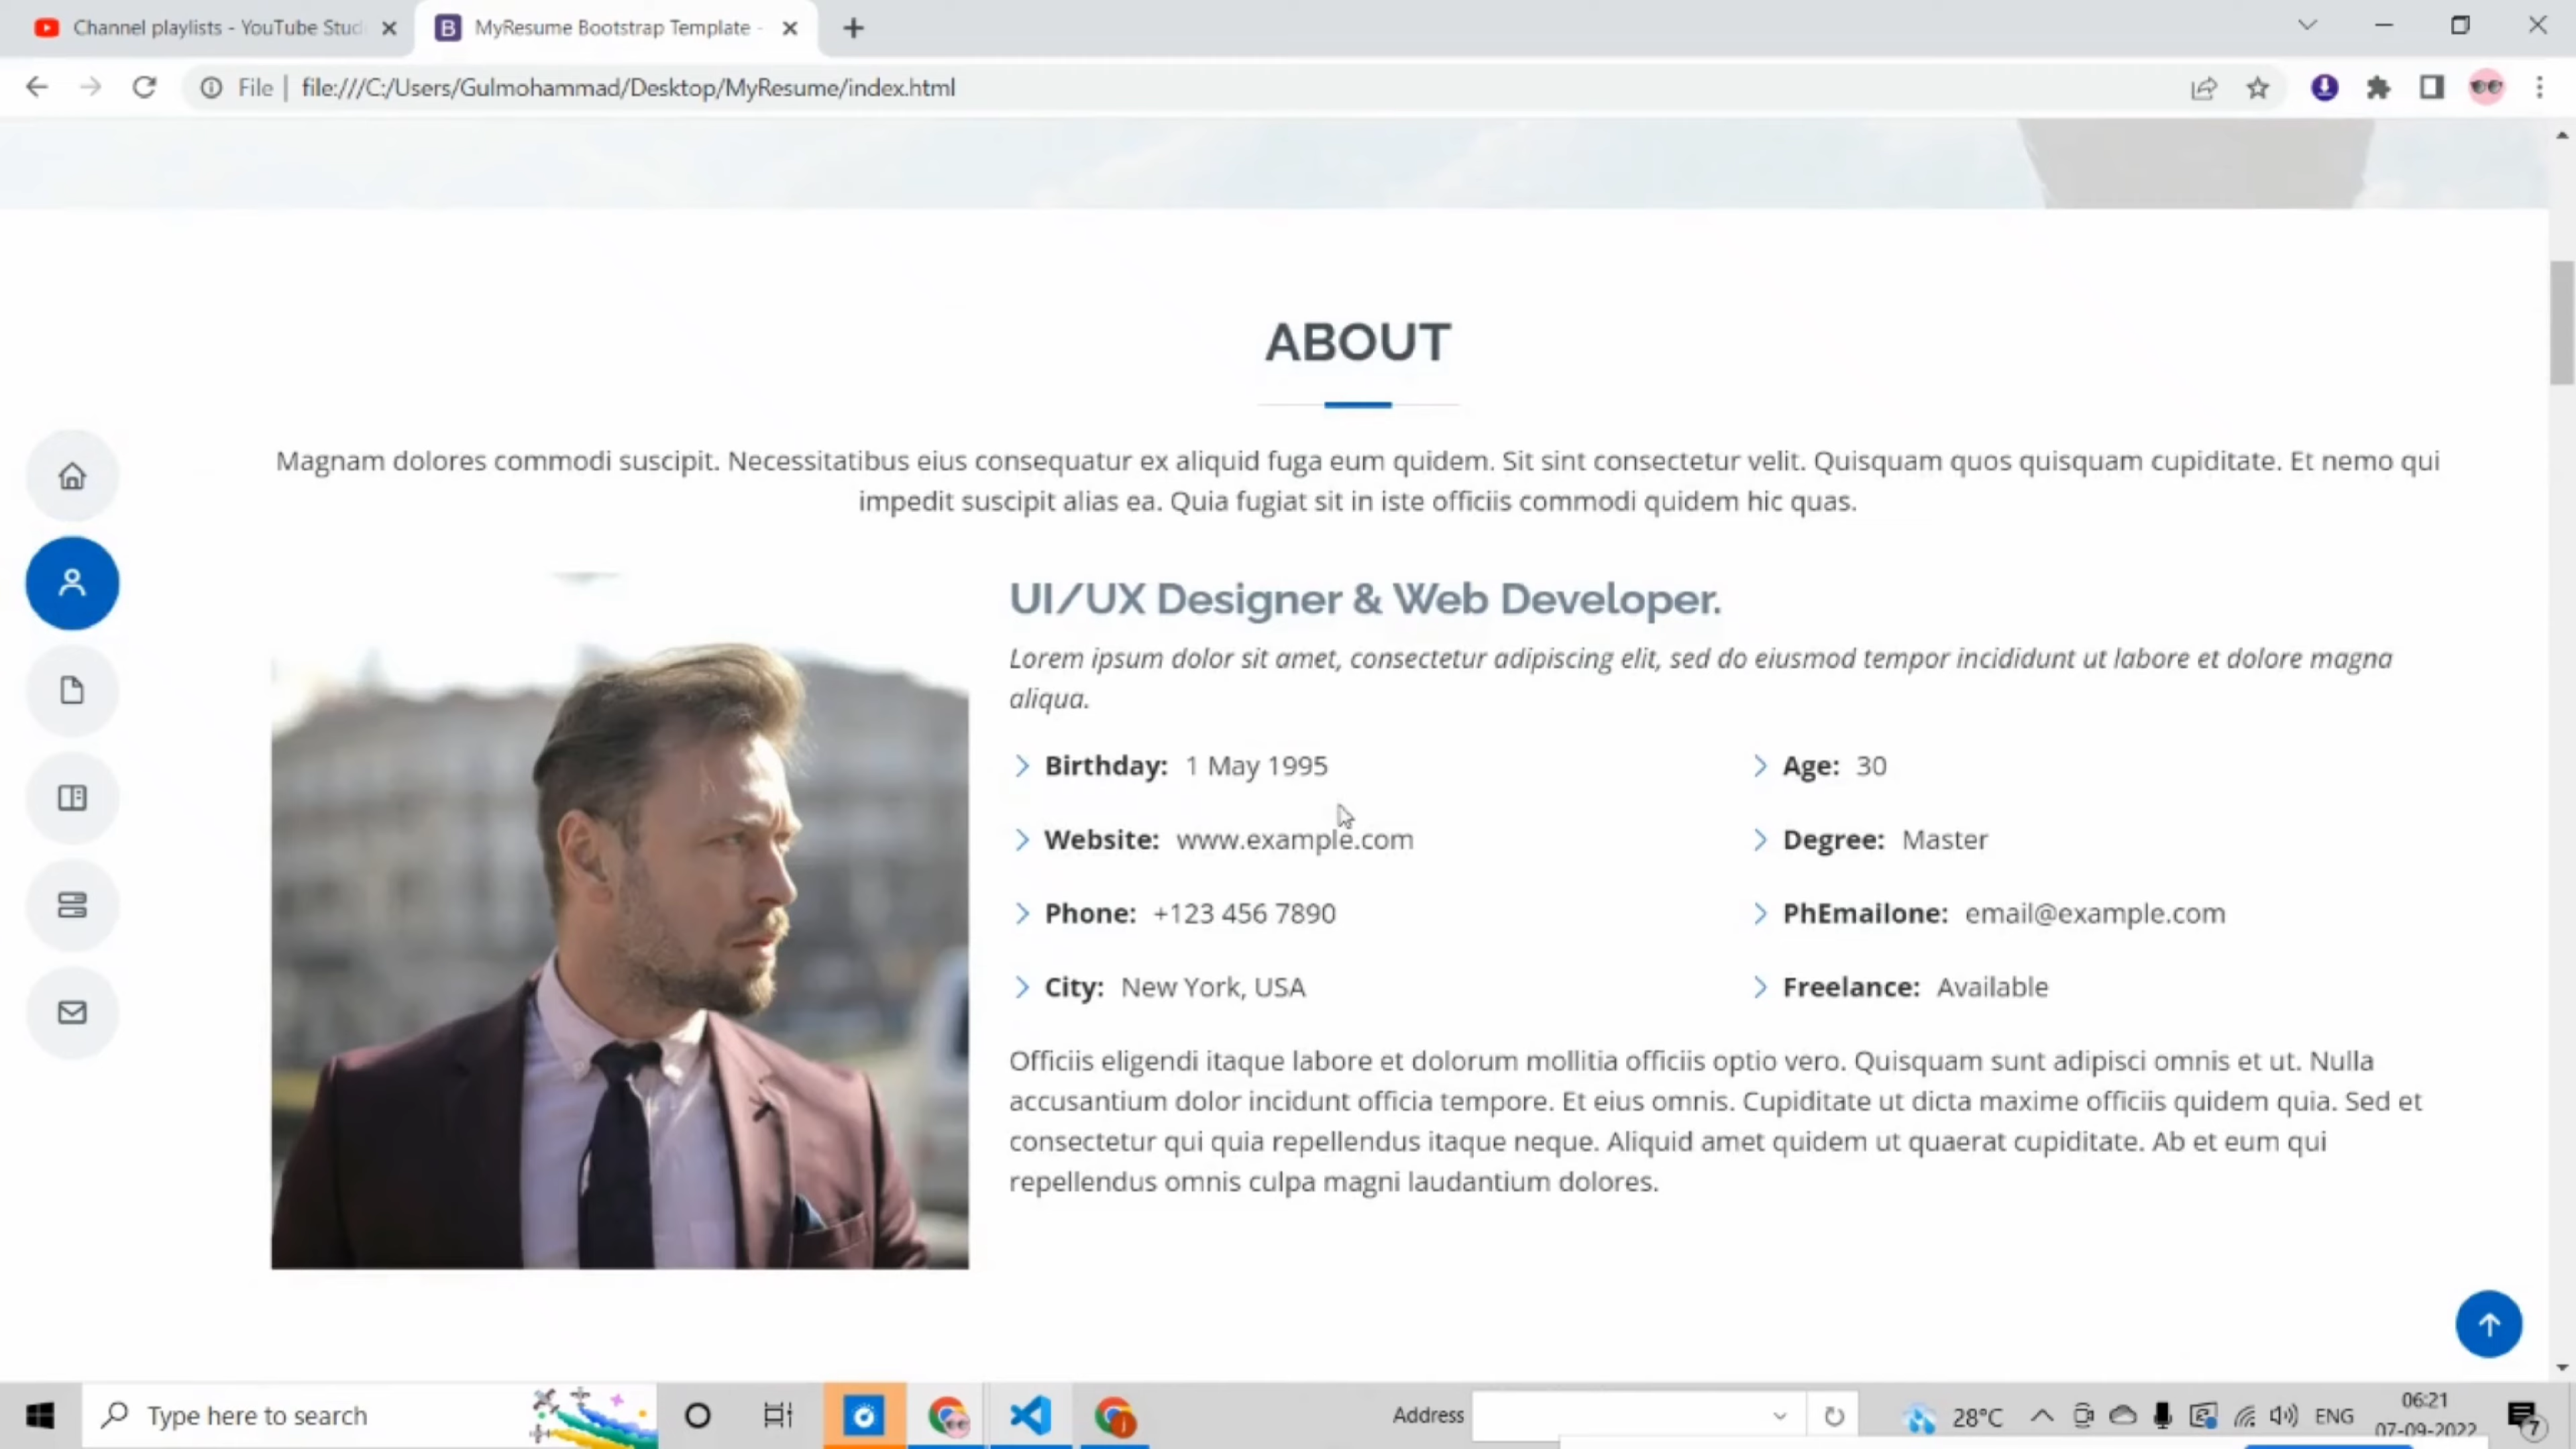 Channel playlists - YouTube Stud
MyResume Bootstrap Template -
File
file:///C:/Users/Gulmohammad/Desktop/MyResume/index.html
ABOUT
Magnam dolores commodi suscipit. Necessitatibus eius consequatur ex aliquid fuga eum quidem. Sit sint consectetur velit. Quisquam quos quisquam cupiditate. Et nemo qui
impedit suscipit alias ea. Quia fugiat sit in iste officiis commodi quidem hic quas.
UI/UX Designer & Web Developer.
Lorem ipsum dolor sit amet, consectetur adipiscing elit, sed do eiusmod tempor incididunt ut labore et dolore magna
aliqua.
Birthday: 1 May 1995
Age: 30
Website: www.example.com
Degree: Master
Phone: +123 456 7890
PhEmailone: email@example.com
City: New York, USA
Freelance: Available
Officiis eligendi itaque labore et dolorum mollitia officiis optio vero. Quisquam sunt adipisci omnis et ut. Nulla
accusantium dolor incidunt officia tempore. Et eius omnis. Cupiditate ut dicta maxime officiis quidem quia. Sed et
consectetur qui quia repellendus itaque neque. Aliquid amet quidem ut quaerat cupiditate. Ab et eum qui
repellendus omnis culpa magni laudantium dolores.
Type here to search
Address
28°C
ENG
06:21
07-09-2022
7